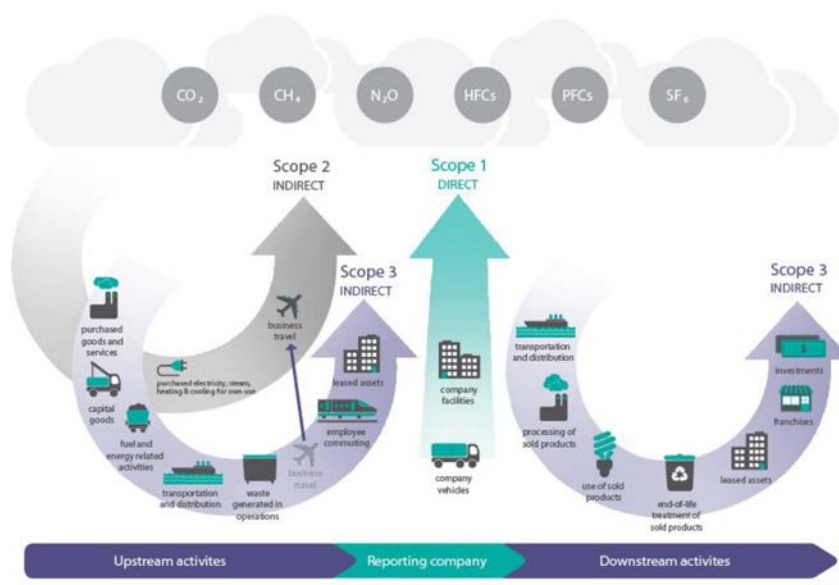 CO2
CH4
N2O
HFCs
PFCs
SF6
Scope 2
INDIRECT
Scope 1
DIRECT
Scope 3
INDIRECT
Scope 3
INDIRECT
purchased
goods and
services
capital
goods
fuel and
energy related
activities
transportation
and distribution
waste
generated in
operations
business
travel
business
travel
purchased electricity, steam,
heating & cooling for own use
employee
commuting
leased assets
company
facilities
company
vehicles
transportation
and distribution
processing of
sold products
use of sold
products
end-of-life
treatment of
sold products
leased assets
franchises
$
investments
Upstream activites
Reporting company
Downstream activites